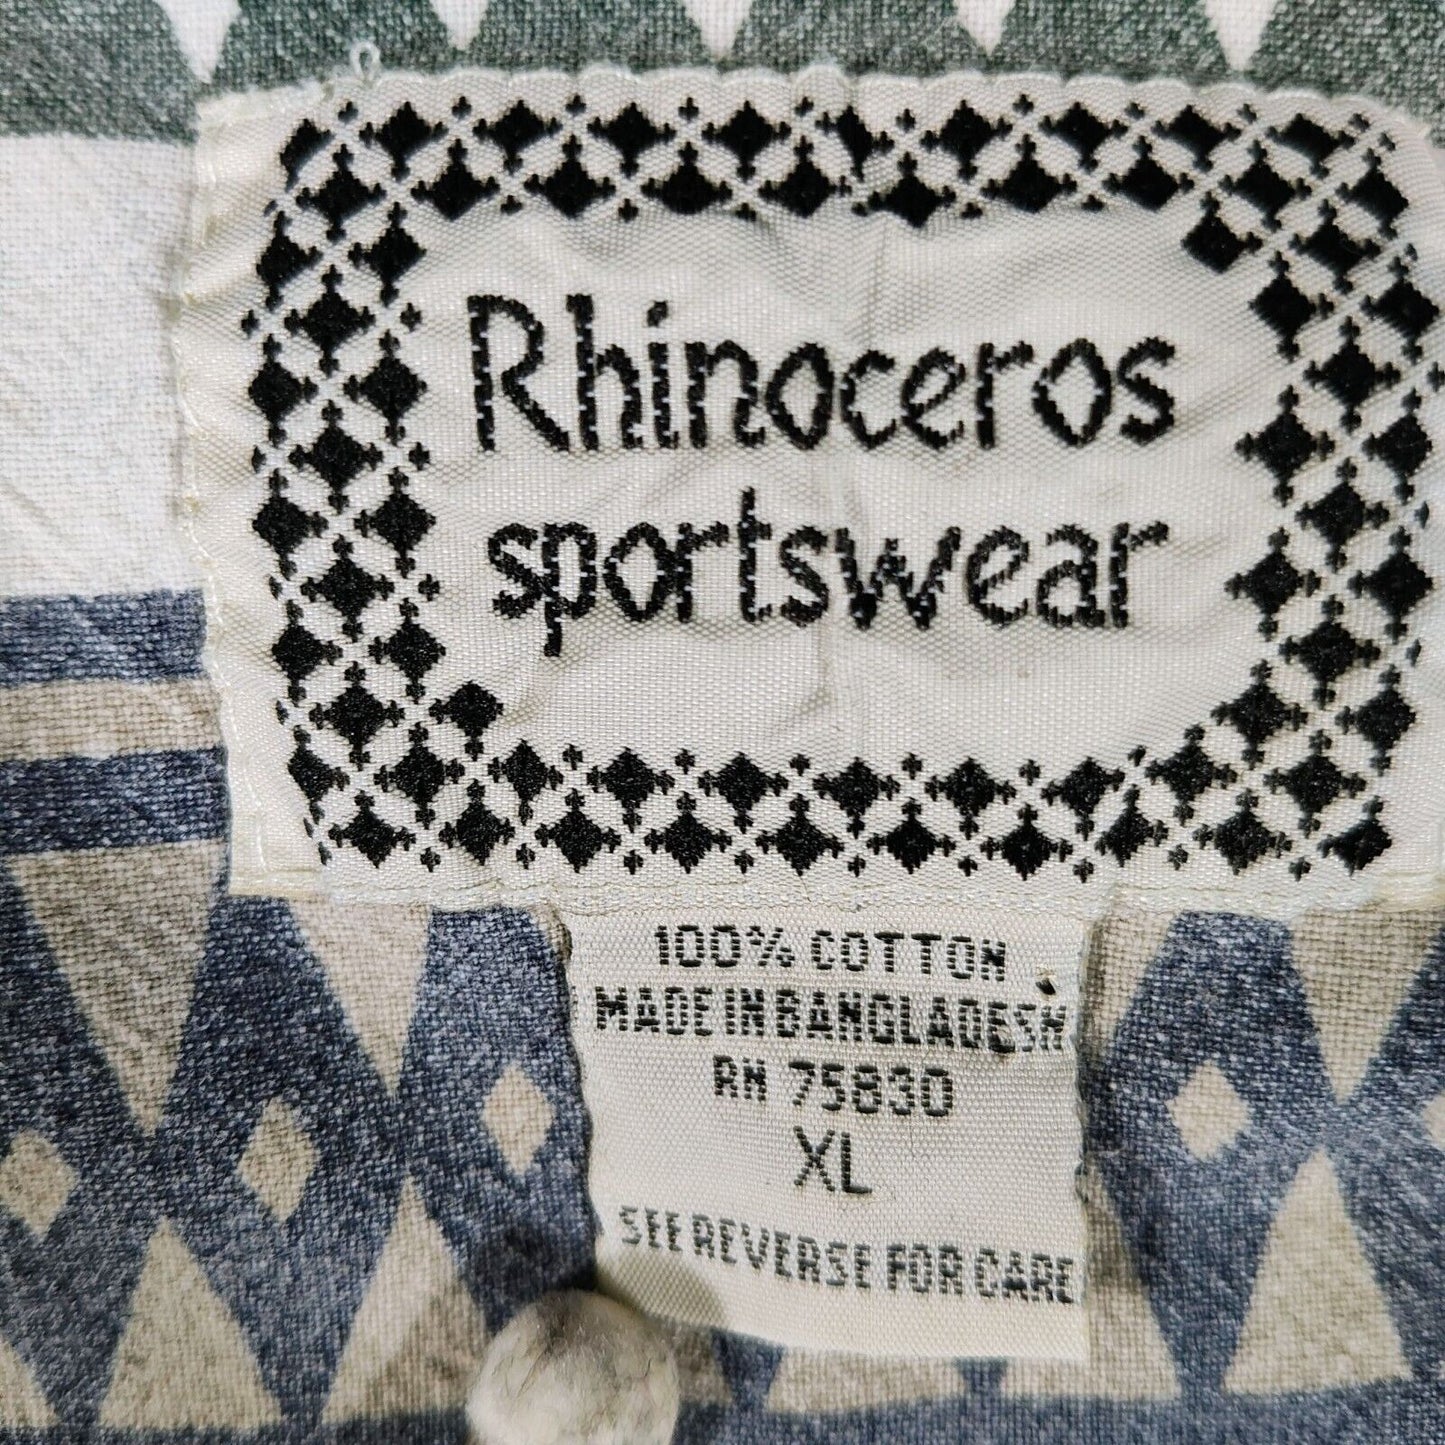 Rhinoceros
sportswear
100% COTTON
MADE IN BANGLADESH
RN 75830
XL
SEE REVERSE FOR CARE